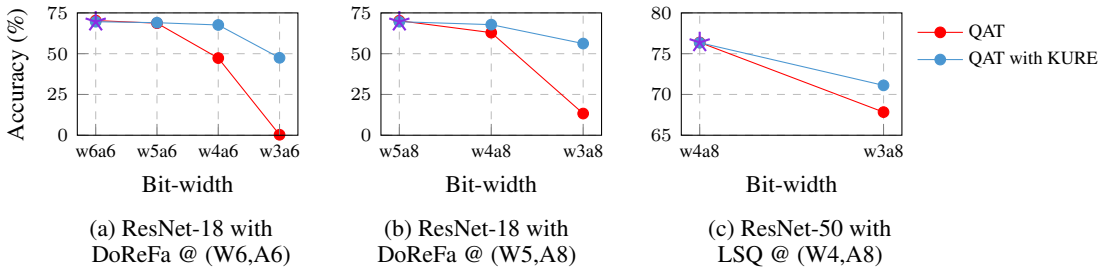 Accuracy (%)
75
50
25
0
w6a6 w5a6 w4a6 w3a6
Bit-width
(a) ResNet-18 with
DoReFa @ (W6,A6)
75
50
25
0
w5a8 w4a8 w3a8
Bit-width
(b) ResNet-18 with
DoReFa @ (W5,A8)
80
75
70
65
w4a8 w3a8
Bit-width
(c) ResNet-50 with
LSQ @ (W4,A8)
QAT
QAT with KURE